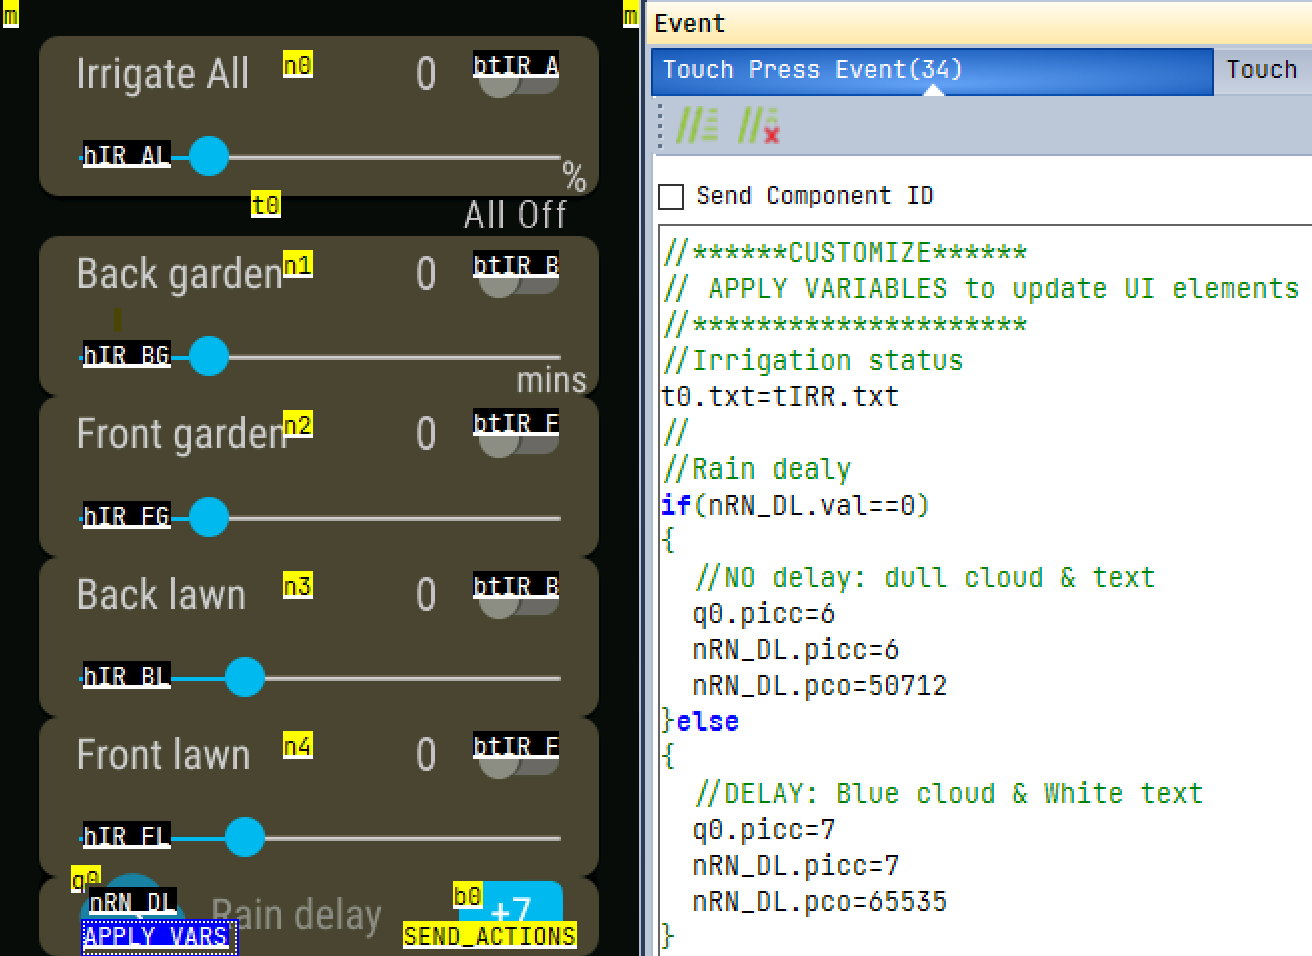 m
m
Irrigate All
n0
0
btIR_A
hIR_AL
%
t0
All Off
Back garden
n1
0
btIR_B
hIR_BG
mins
Front garden
n2
0
btIR_F
hIR_FG
Back lawn
n3
0
btIR_B
hIR_BL
Front lawn
n4
0
btIR_F
hIR_FL
q0
nRN_DL
Rain delay
b0
+7
APPLY_VARS
SEND_ACTIONS
Event
Touch Press Event(34)
Touch
Send Component ID
//******CUSTOMIZE******
// APPLY VARIABLES to update UI elements
//*********************
//Irrigation status
t0.txt=tIRR.txt
//
//Rain dealy
if(nRN_DL.val==0)
{
//NO delay: dull cloud & text
q0.picc=6
nRN_DL.picc=6
nRN_DL.pco=50712
}else
{
//DELAY: Blue cloud & White text
q0.picc=7
nRN_DL.picc=7
nRN_DL.pco=65535
}